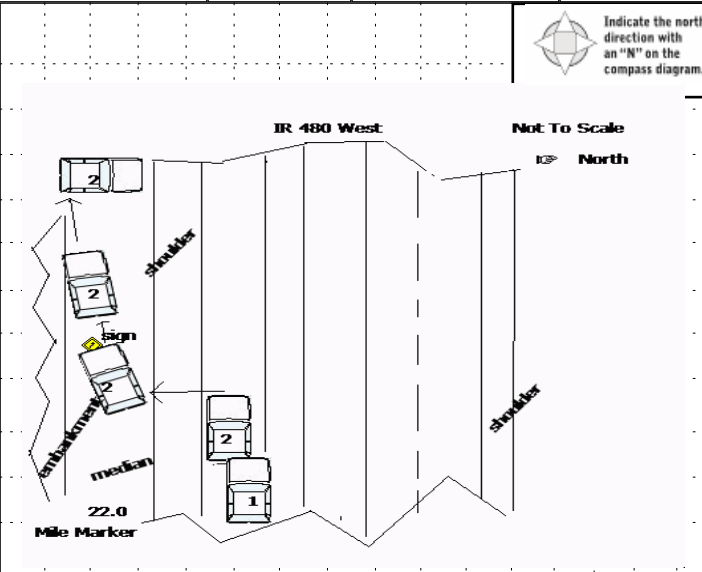 Indicate the north
direction with
an “N” on the
compass diagram.
IR 480 West
Not To Scale
North
2
shoulder
2
sign
2
embankment
shoulder
2
median
1
22.0
Mile Marker